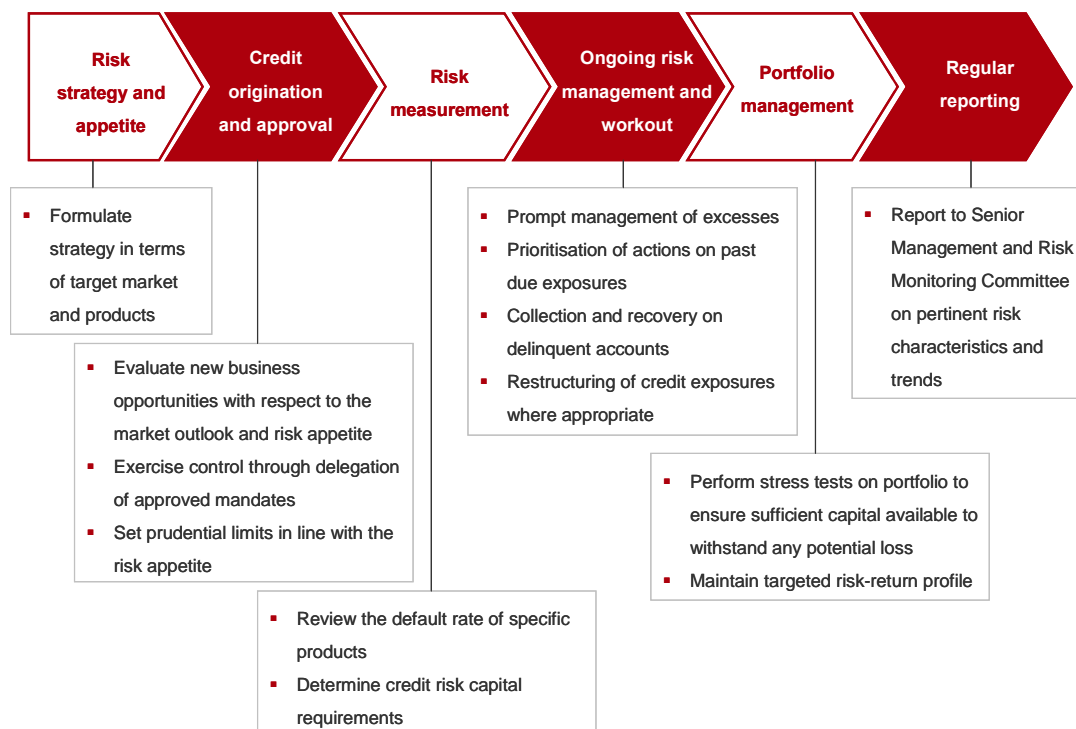 Risk
strategy and
appetite
Credit
origination
and approval
Risk
measurement
Ongoing risk
management and
workout
Portfolio
management
Regular
reporting
▪ Formulate
strategy in terms
of target market
and products
▪ Evaluate new business
opportunities with respect to the
market outlook and risk appetite
▪ Exercise control through delegation
of approved mandates
▪ Set prudential limits in line with the
risk appetite
▪ Review the default rate of specific
products
▪ Determine credit risk capital
requirements
▪ Prompt management of excesses
▪ Prioritisation of actions on past
due exposures
▪ Collection and recovery on
delinquent accounts
▪ Restructuring of credit exposures
where appropriate
▪ Perform stress tests on portfolio to
ensure sufficient capital available to
withstand any potential loss
▪ Maintain targeted risk-return profile
▪ Report to Senior
Management and Risk
Monitoring Committee
on pertinent risk
characteristics and
trends